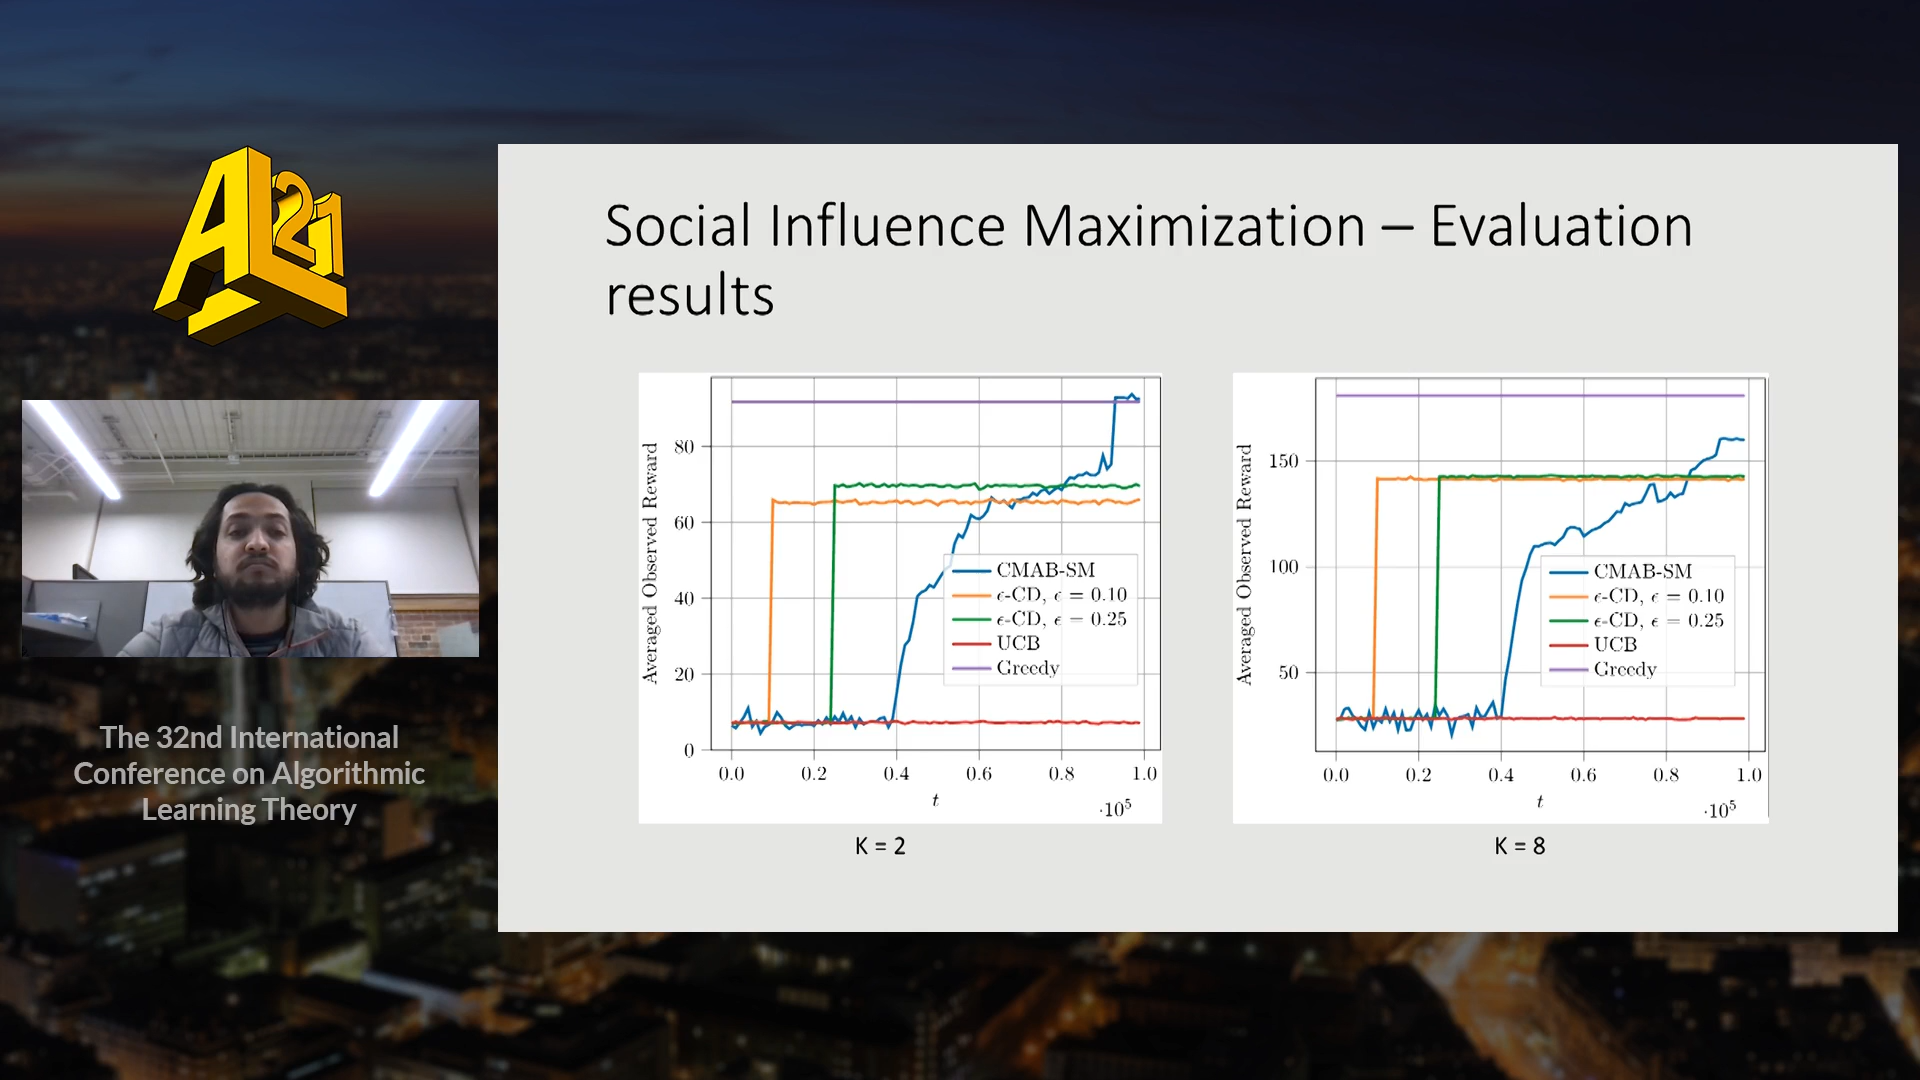 AL
21
The 32nd International
Conference on Algorithmic
Learning Theory
Social Influence Maximization – Evaluation
results
Averaged Observed Reward
80
60
40
20
0
0.0 0.2 0.4 0.6 0.8 1.0
t
·10⁵
CMAB-SM
ϵ-CD, ϵ = 0.10
ϵ-CD, ϵ = 0.25
UCB
Greedy
K = 2
Averaged Observed Reward
150
100
50
0.0 0.2 0.4 0.6 0.8 1.0
t
·10⁵
CMAB-SM
ϵ-CD, ϵ = 0.10
ϵ-CD, ϵ = 0.25
UCB
Greedy
K = 8